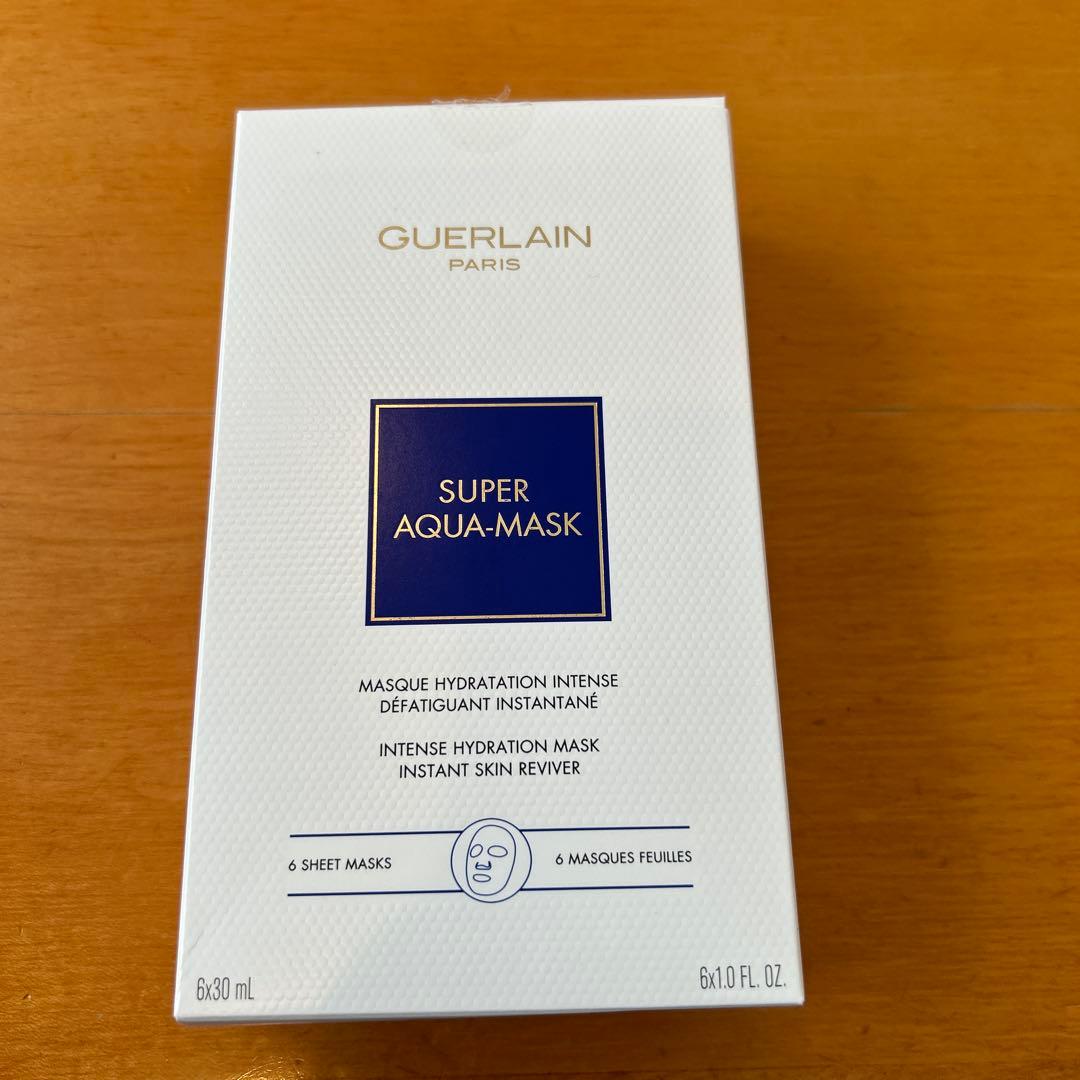 GUERLAIN
PARIS
SUPER
AQUA-MASK
MASQUE HYDRATATION INTENSE
DÉFATIGUANT INSTANTANÉ
INTENSE HYDRATION MASK
INSTANT SKIN REVIVER
6 SHEET MASKS
6 MASQUES FEUILLES
6x30 mL
6x1.0 FL. OZ.